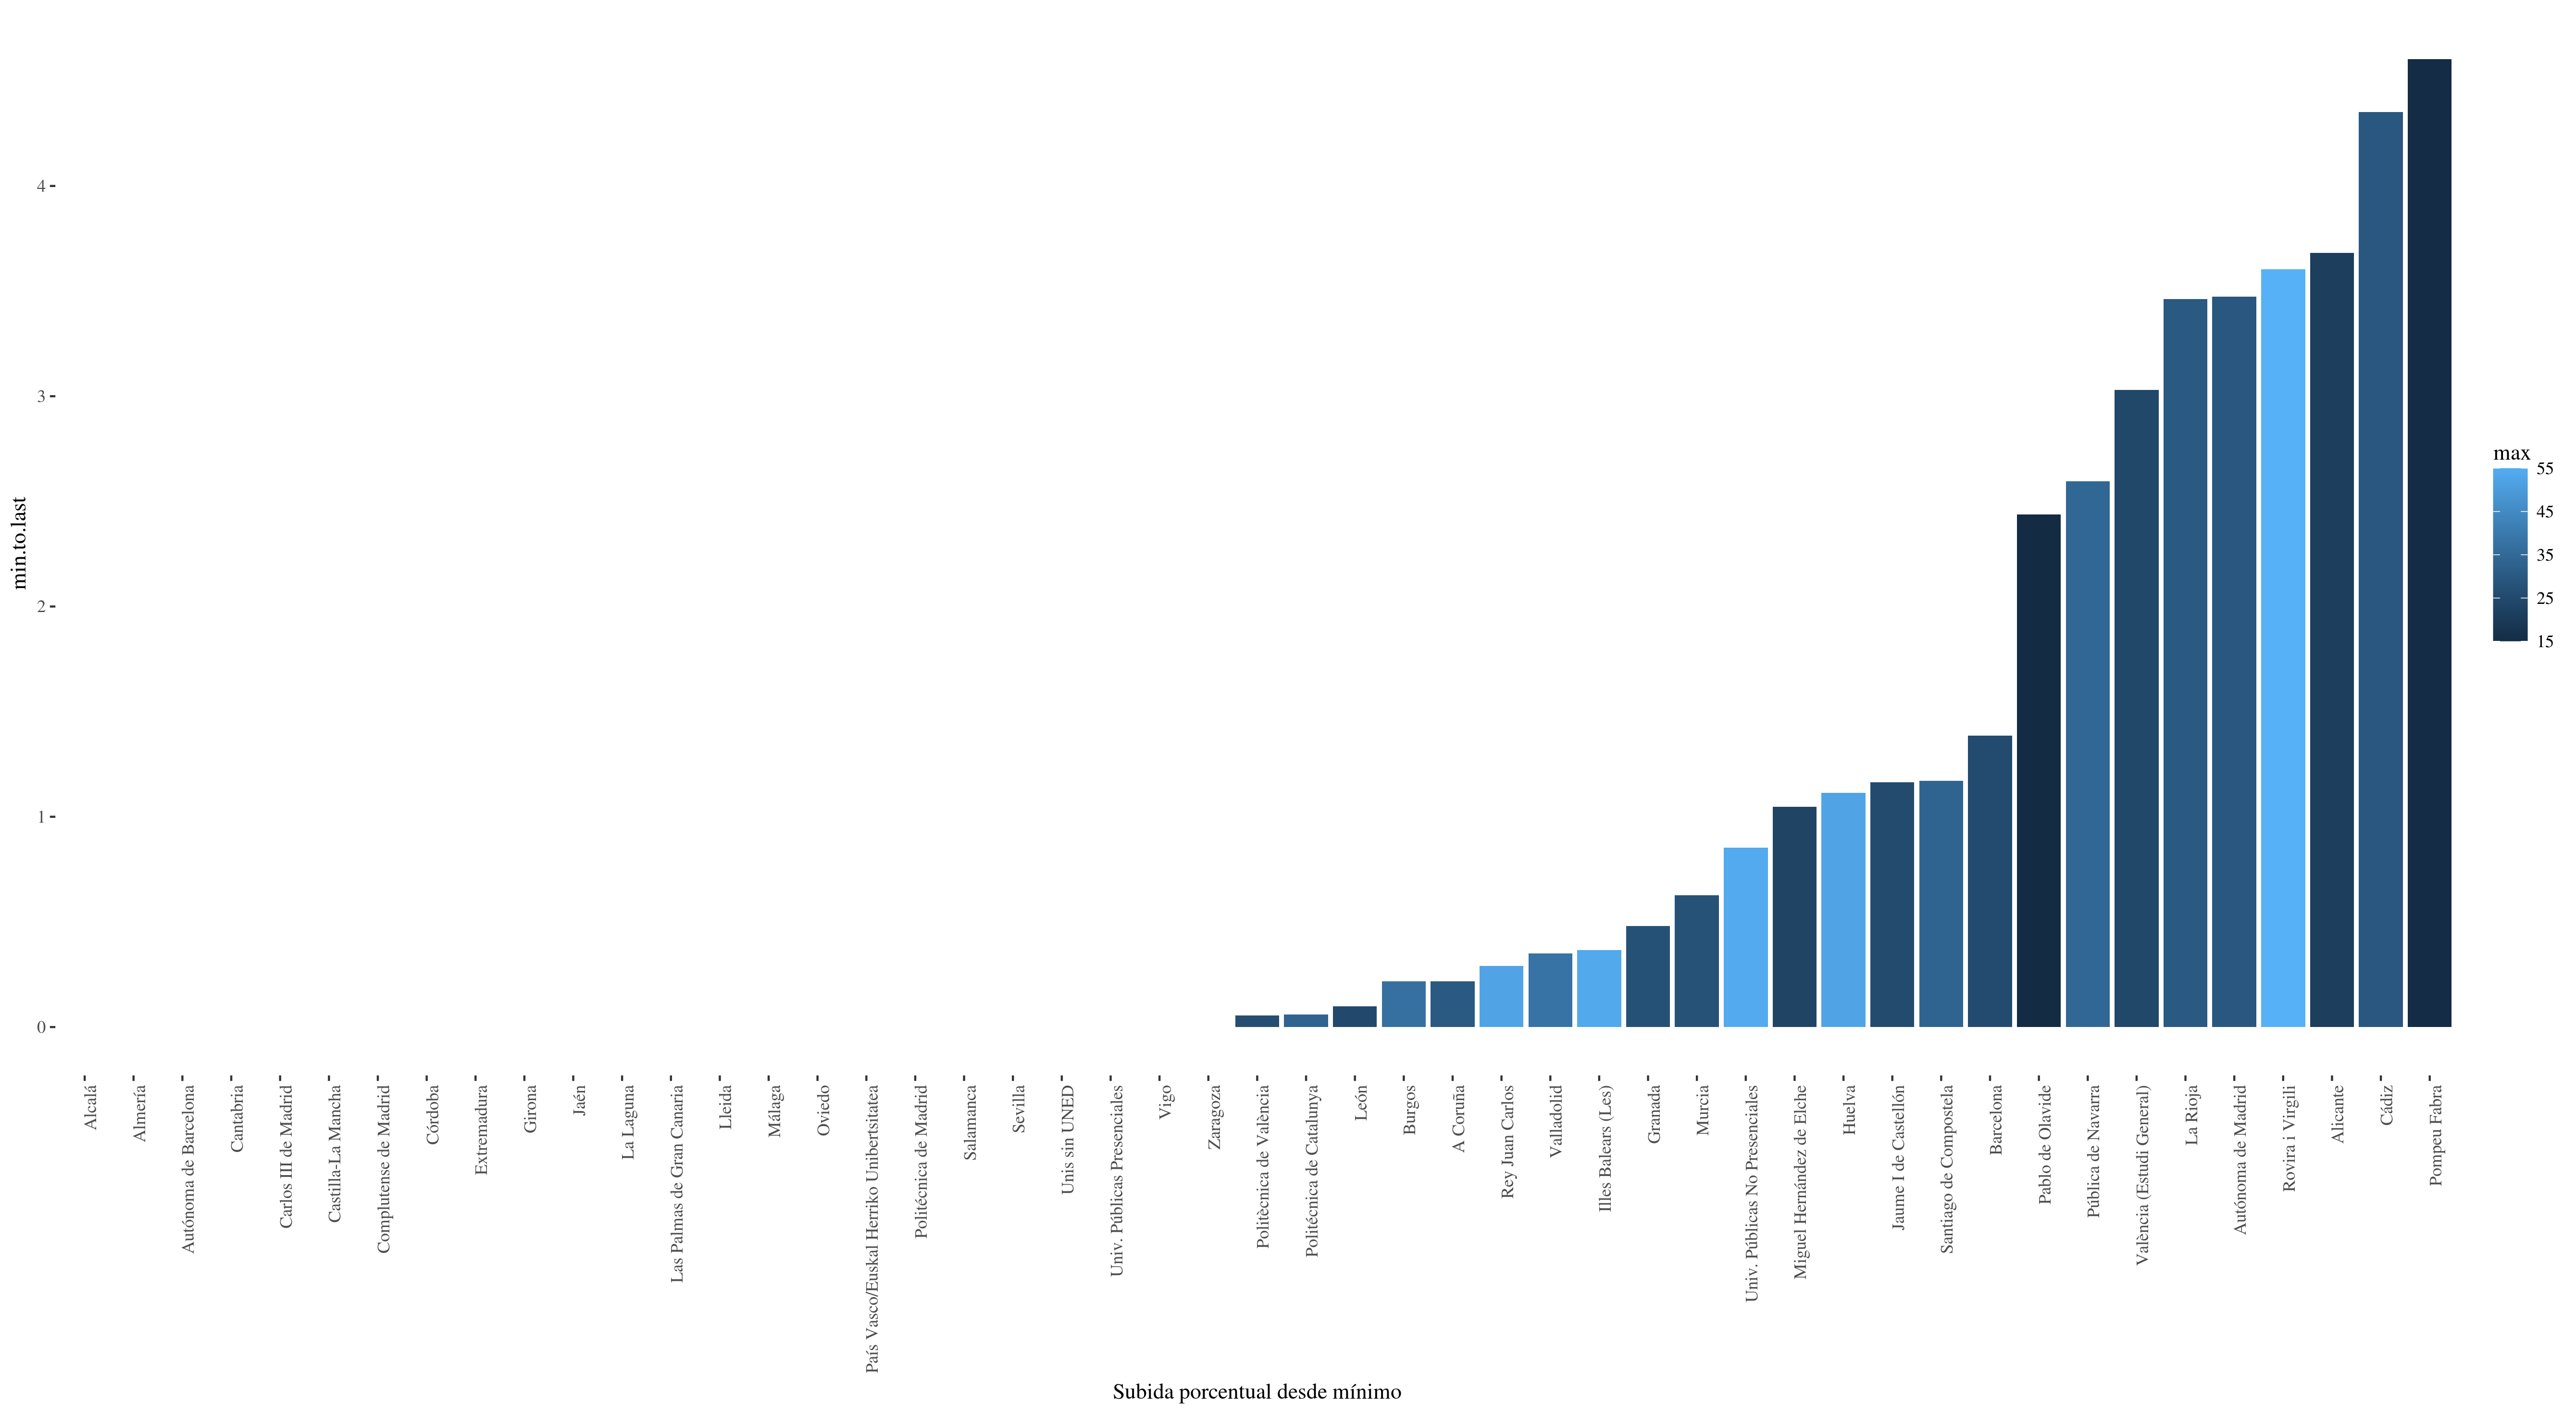 4
3
2
1
0
min.to.last
Alcalá
Almería
Autónoma de Barcelona
Cantabria
Carlos III de Madrid
Castilla-La Mancha
Complutense de Madrid
Córdoba
Extremadura
Girona
Jaén
La Laguna
Las Palmas de Gran Canaria
Lleida
Málaga
Oviedo
País Vasco/Euskal Herriko Unibertsitatea
Politécnica de Madrid
Salamanca
Sevilla
Unis sin UNED
Univ. Públicas Presenciales
Vigo
Zaragoza
Politècnica de València
Politécnica de Catalunya
León
Burgos
A Coruña
Rey Juan Carlos
Valladolid
Illes Balears (Les)
Granada
Murcia
Univ. Públicas No Presenciales
Miguel Hernández de Elche
Huelva
Jaume I de Castellón
Santiago de Compostela
Barcelona
Pablo de Olavide
Pública de Navarra
València (Estudi General)
La Rioja
Autónoma de Madrid
Rovira i Virgili
Alicante
Cádiz
Pompeu Fabra
Subida porcentual desde mínimo
max
55
45
35
25
15